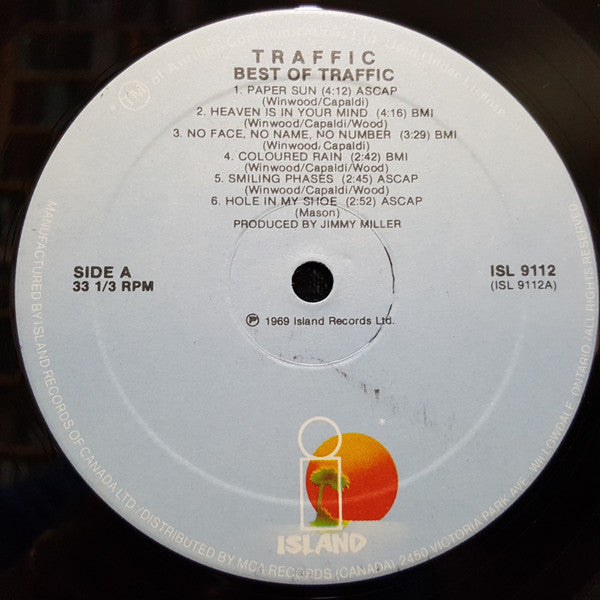 TRAFFIC
BEST OF TRAFFIC
1. PAPER SUN (4:12) ASCAP
(Winwood/Capaldi)
2. HEAVEN IS IN YOUR MIND (4:16) BMI
(Winwood/Capaldi/Wood)
3. NO FACE, NO NAME, NO NUMBER (3:29) BMI
(Winwood, Capaldi)
4. COLOURED RAIN (2:42) BMI
(Winwood/Capaldi/Wood)
5. SMILING PHASES (2:45) ASCAP
(Winwood/Capaldi/Wood)
6. HOLE IN MY SHOE (2:52) ASCAP
(Mason)
PRODUCED BY JIMMY MILLER
SIDE A
33 1/3 RPM
ISL 9112
(ISL 9112A)
℗ 1969 Island Records Ltd.
ISLAND
MANUFACTURED BY ISLAND RECORDS OF CANADA LTD./DISTRIBUTED BY MCA RECORDS (CANADA) 2450 VICTORIA PARK AVE. WILLOWDALE, ONTARIO/ALL RIGHTS RESERVED
TM of